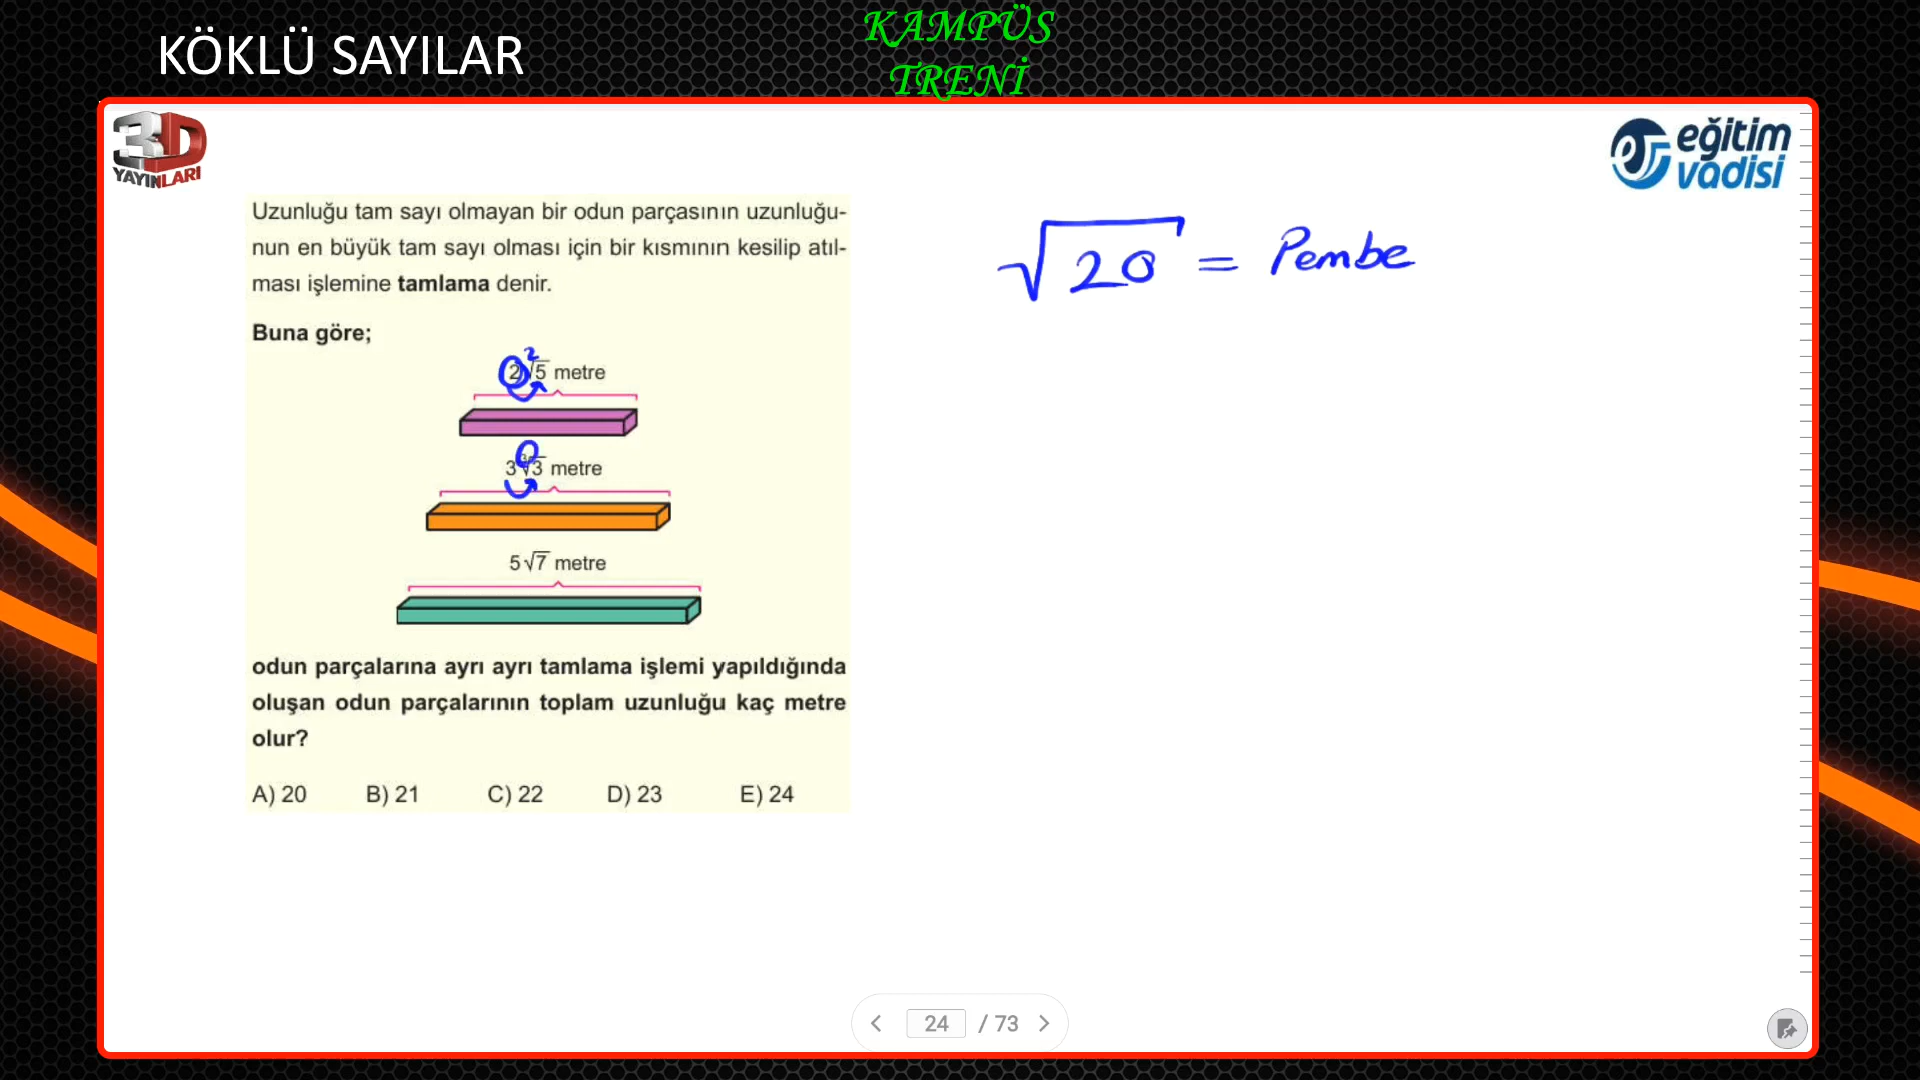 KÖKLÜ SAYILAR
KAMPÜS
TRENİ
3D
YAYINLARI
eğitim
vadisi
Uzunluğu tam sayı olmayan bir odun parçasının uzunluğu-
nun en büyük tam sayı olması için bir kısmının kesilip atıl-
ması işlemine tamlama denir.
Buna göre;
2√5 metre
2
3∛3 metre
5√7 metre
odun parçalarına ayrı ayrı tamlama işlemi yapıldığında
oluşan odun parçalarının toplam uzunluğu kaç metre
olur?
A) 20 B) 21 C) 22 D) 23 E) 24
√20 = Pembe
24 / 73